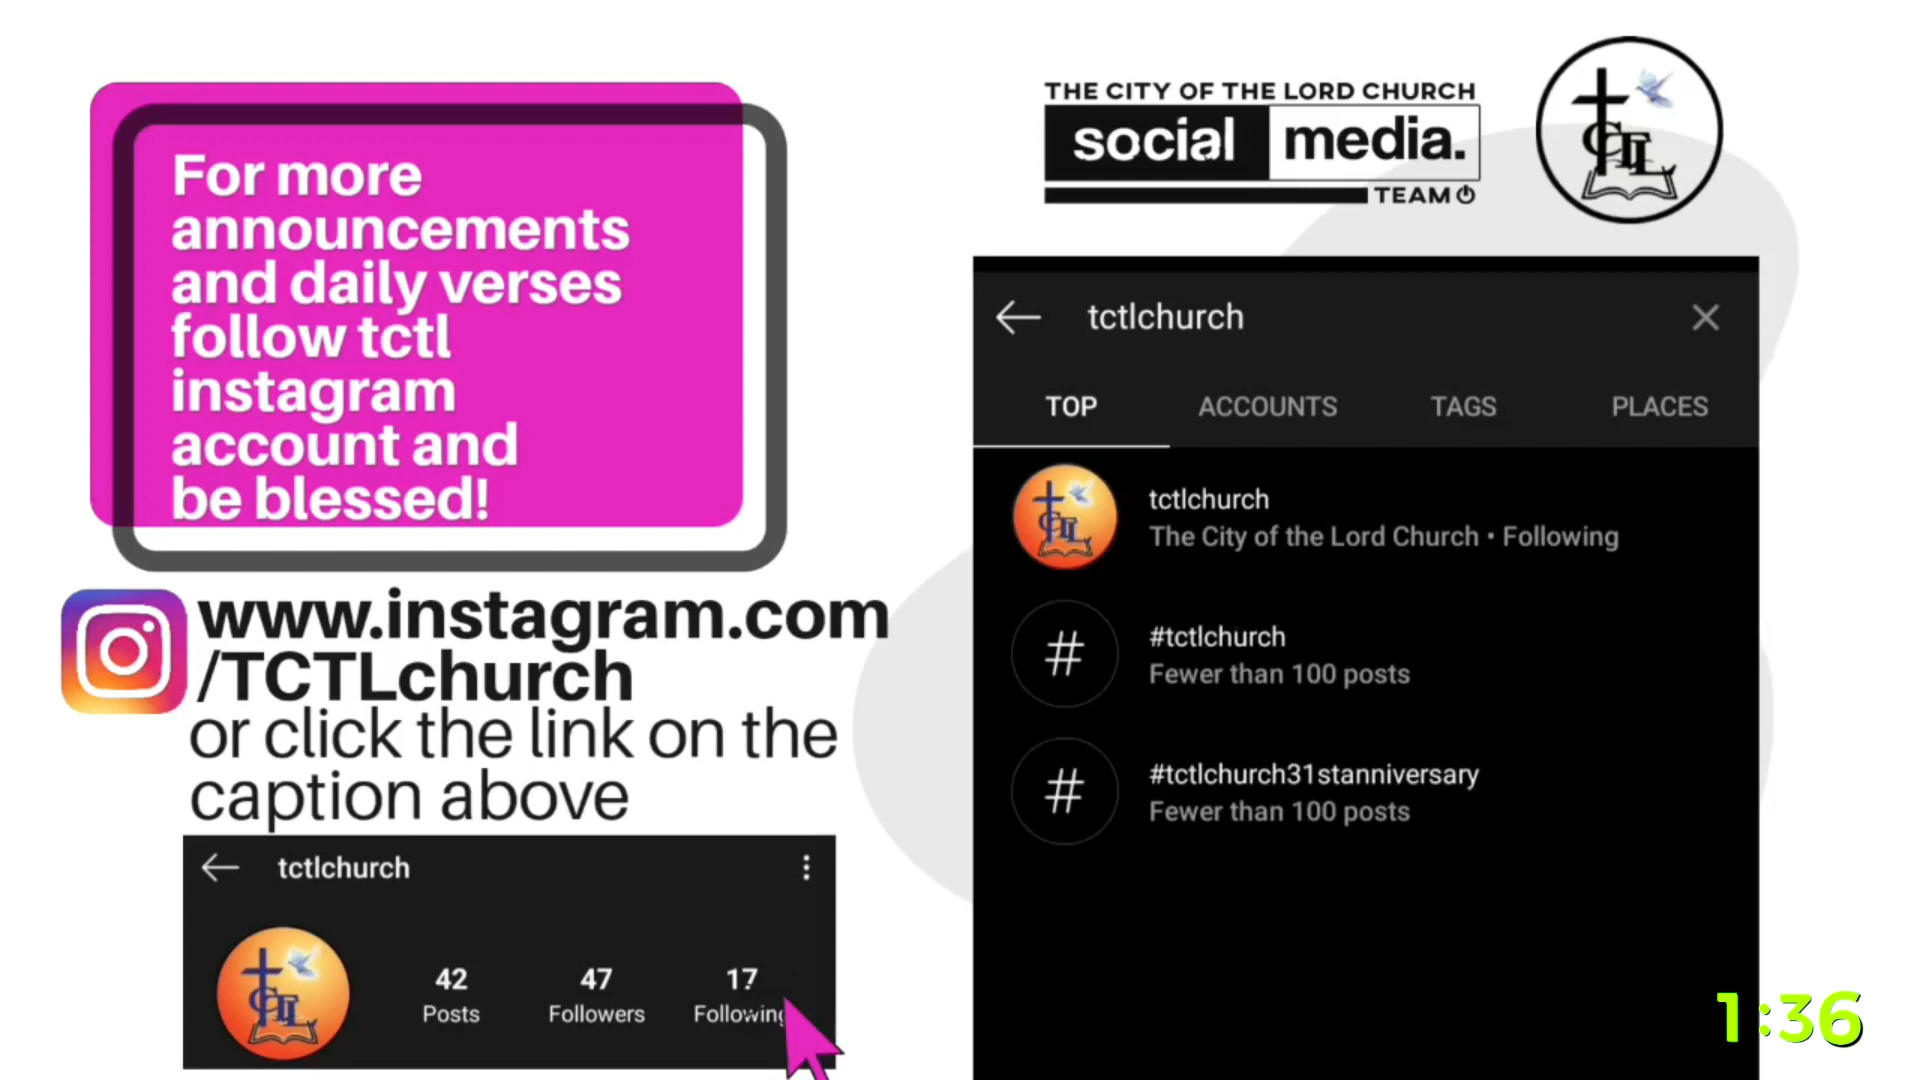 For more
announcements
and daily verses
follow tctl
instagram
account and
be blessed!
www.instagram.com
/TCTLchurch
or click the link on the
caption above
tctlchurch
42
Posts
47
Followers
17
Following
THE CITY OF THE LORD CHURCH
social media.
TEAM
CTL
tctlchurch
TOP
ACCOUNTS
TAGS
PLACES
CTL
tctlchurch
The City of the Lord Church • Following
#
#tctlchurch
Fewer than 100 posts
#
#tctlchurch31stanniversary
Fewer than 100 posts
1:36